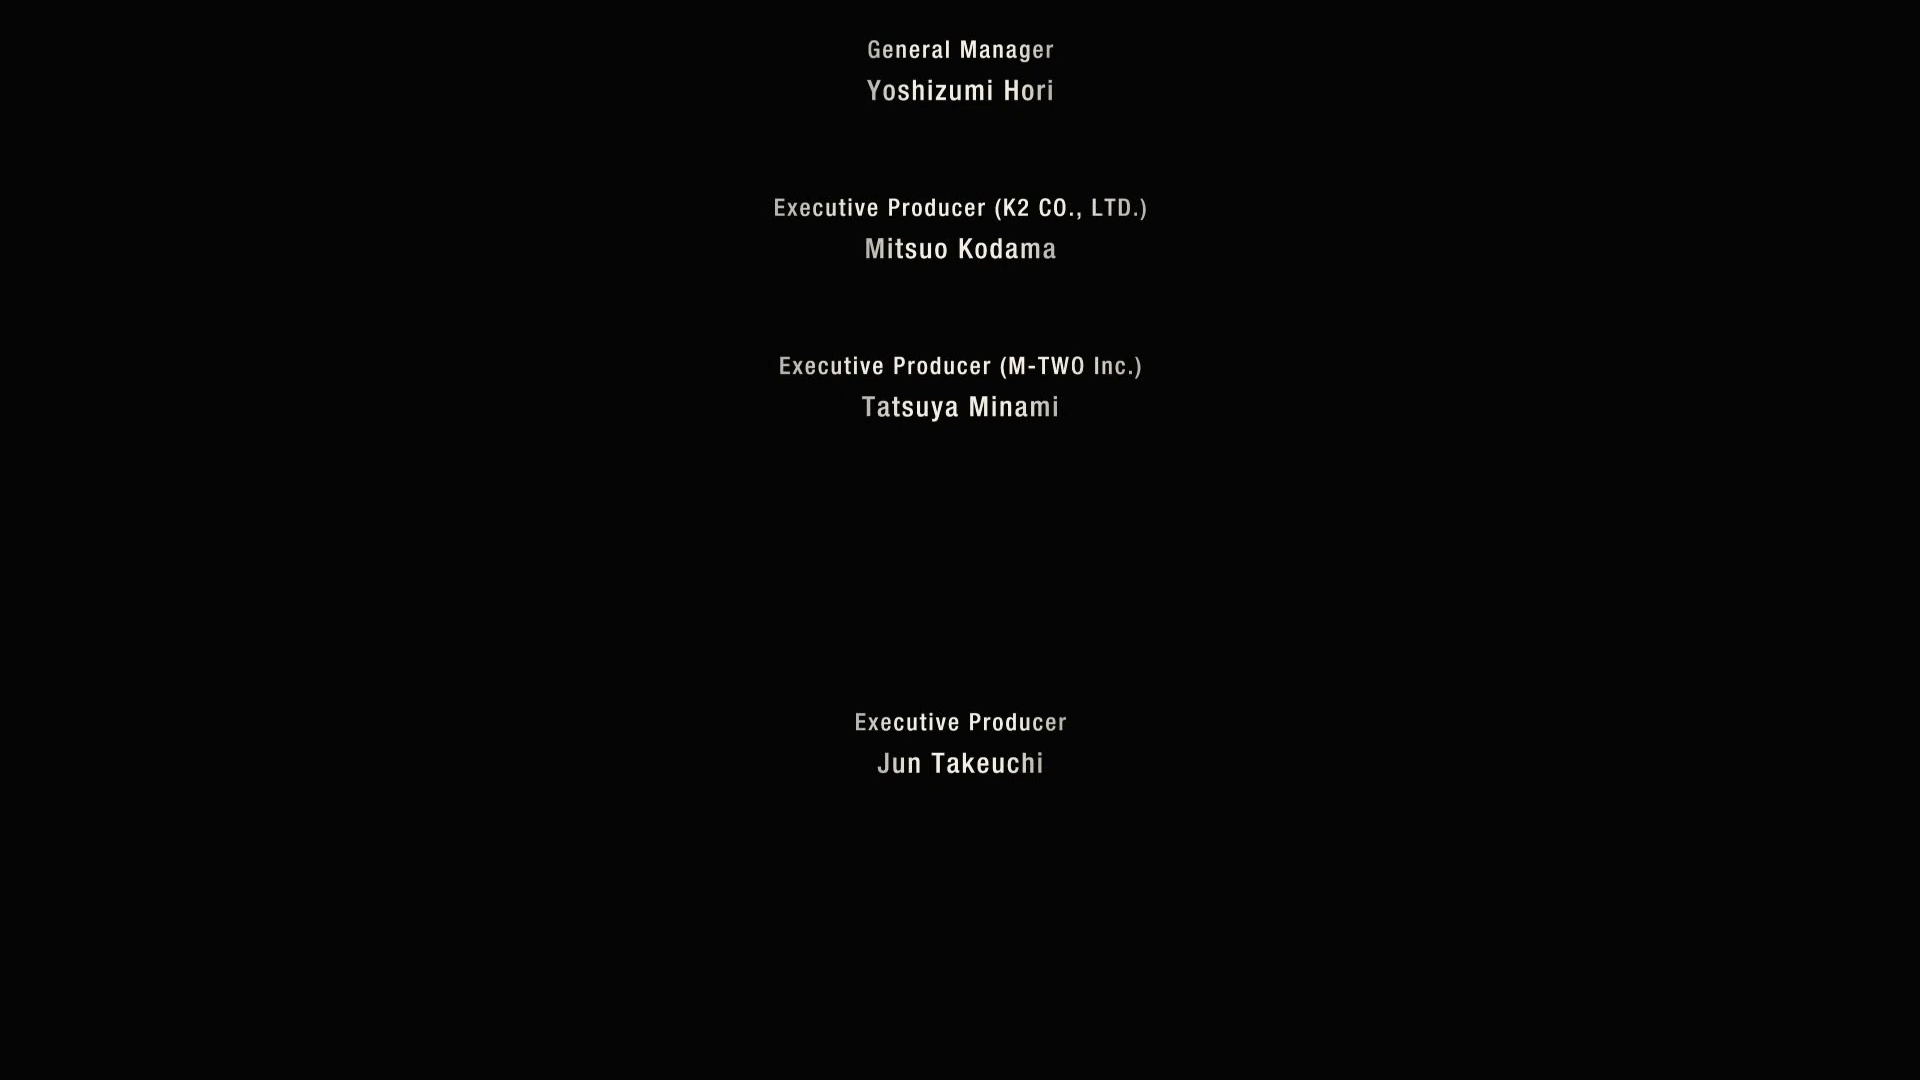 General Manager
Yoshizumi Hori
Executive Producer (K2 CO., LTD.)
Mitsuo Kodama
Executive Producer (M-TWO Inc.)
Tatsuya Minami
Executive Producer
Jun Takeuchi